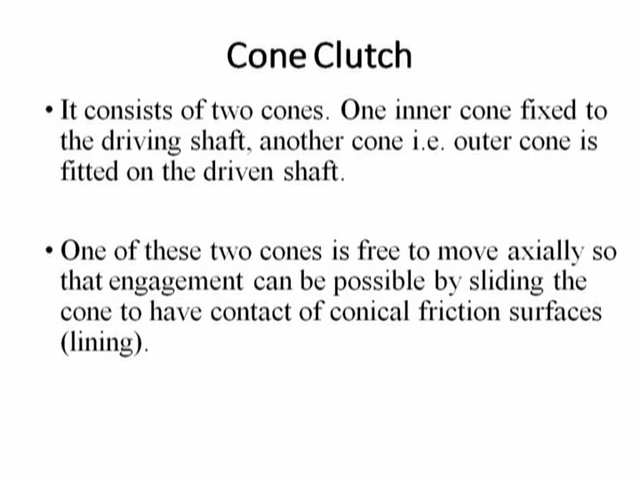 Cone Clutch
• It consists of two cones. One inner cone fixed to
the driving shaft, another cone i.e. outer cone is
fitted on the driven shaft.
• One of these two cones is free to move axially so
that engagement can be possible by sliding the
cone to have contact of conical friction surfaces
(lining).